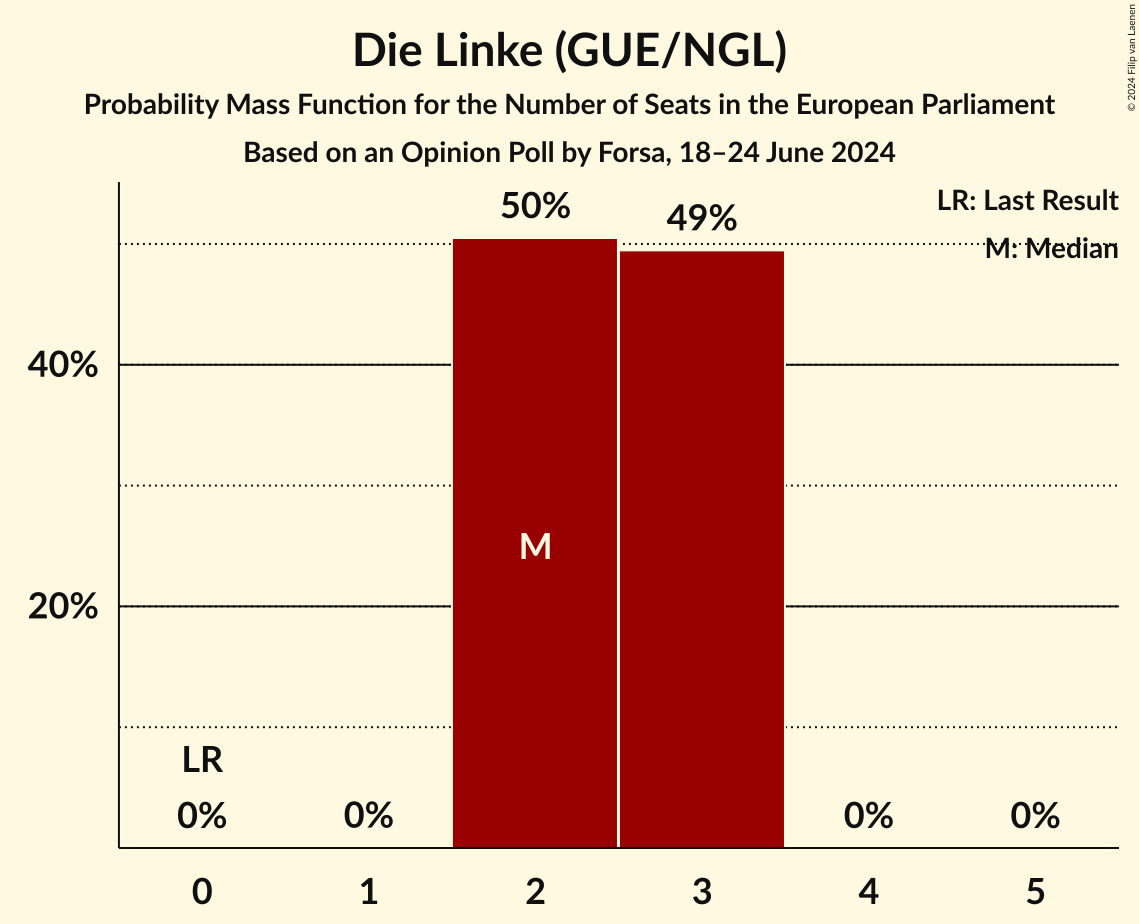 Die Linke (GUE/NGL)
Probability Mass Function for the Number of Seats in the European Parliament
Based on an Opinion Poll by Forsa, 18–24 June 2024
© 2024 Filip van Laenen
LR: Last Result
M: Median
50%
49%
40%
20%
M
LR
0%
0%
0%
0%
0
1
2
3
4
5